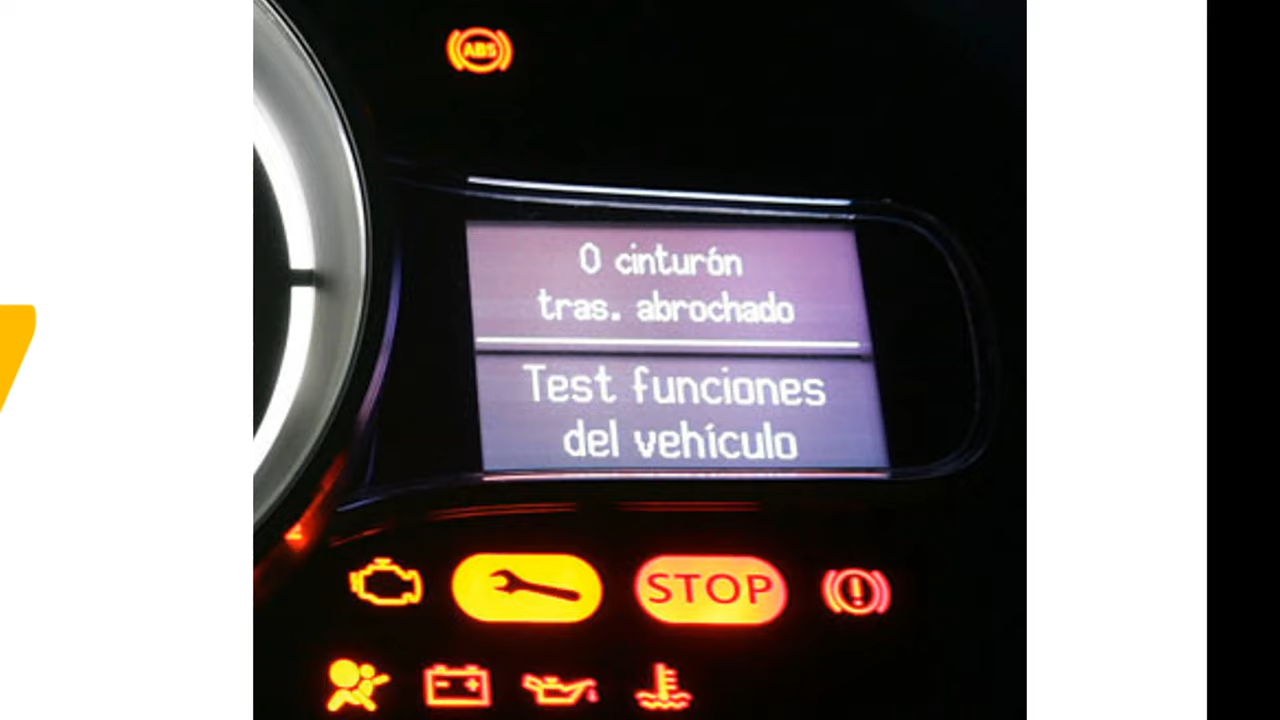 ABS
0 cinturón
tras. abrochado
Test funciones
del vehículo
STOP